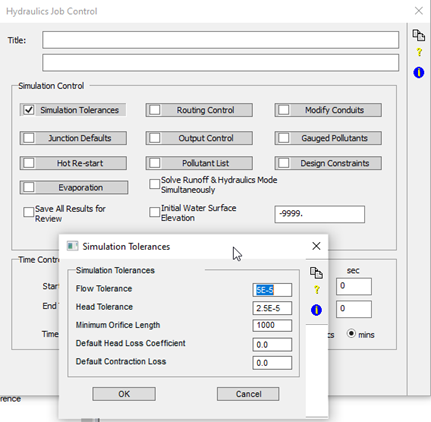 Hydraulics Job Control
Title:
Simulation Control
Simulation Tolerances
Routing Control
Modify Conduits
Junction Defaults
Output Control
Gauged Pollutants
Hot Re-start
Pollutant List
Design Constraints
Evaporation
Solve Runoff & Hydraulics Mode
Simultaneously
Save All Results for
Review
Initial Water Surface
Elevation
-9999.
Time Contro
sec
Start
0
End
0
Time
mins
Simulation Tolerances
Simulation Tolerances
Flow Tolerance
5E-5
Head Tolerance
2.5E-5
Minimum Orifice Length
1000
Default Head Loss Coefficient
0.0
Default Contraction Loss
0.0
OK
Cancel
rence